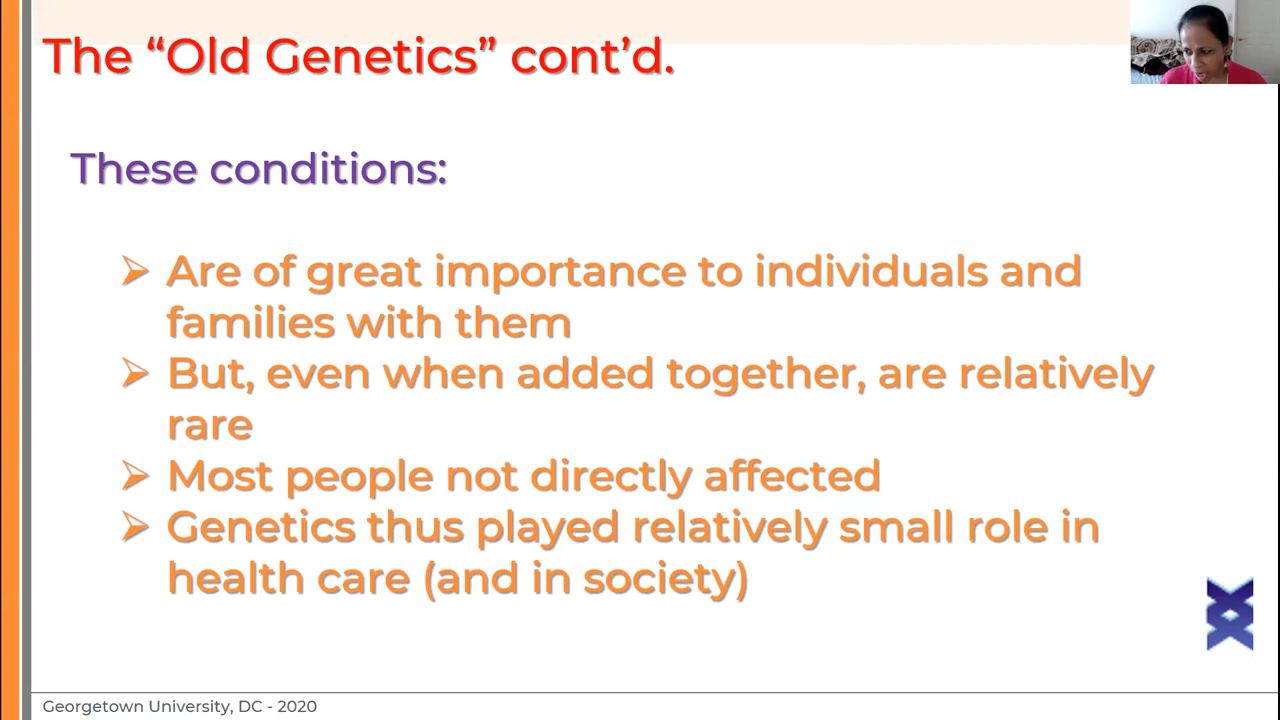 The “Old Genetics” cont’d.
These conditions:
➢ Are of great importance to individuals and
families with them
➢ But, even when added together, are relatively
rare
➢ Most people not directly affected
➢ Genetics thus played relatively small role in
health care (and in society)
Georgetown University, DC - 2020